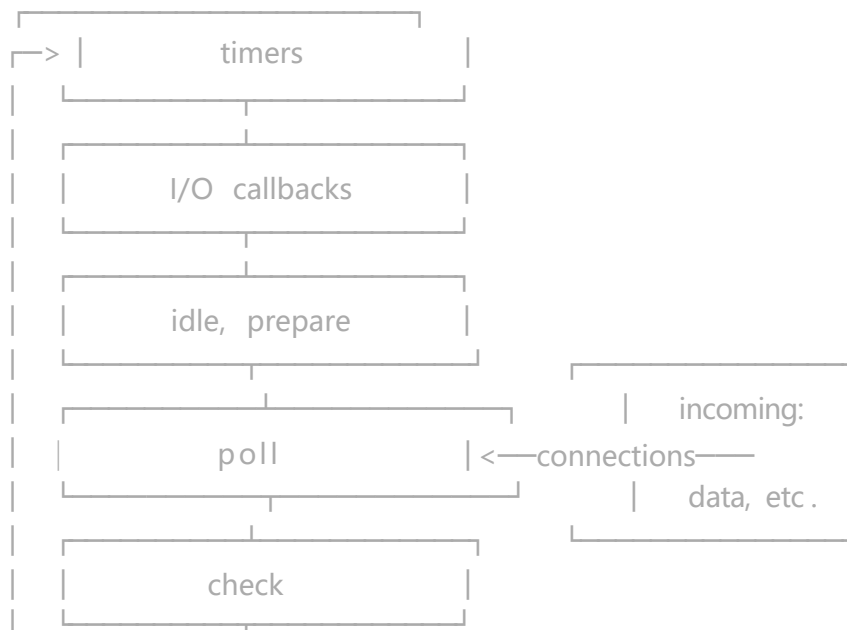 timers
I/O callbacks
idle, prepare
incoming:
poll
connections
data, etc.
check